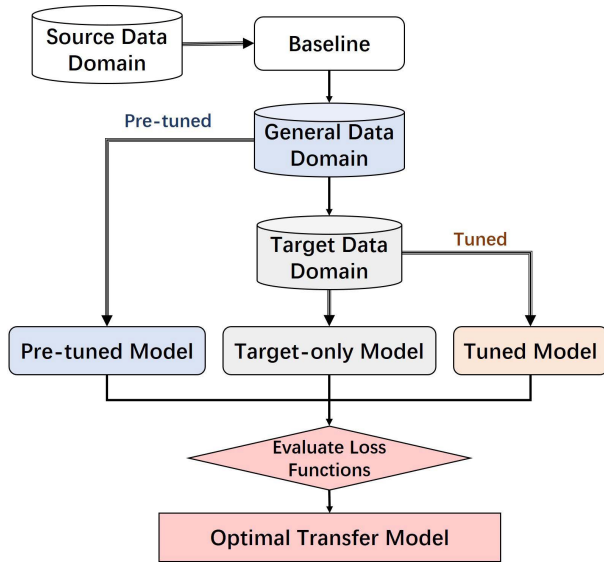 Source Data
Domain
Baseline
Pre-tuned
General Data
Domain
Target Data
Domain
Tuned
Pre-tuned Model
Target-only Model
Tuned Model
Evaluate Loss
Functions
Optimal Transfer Model